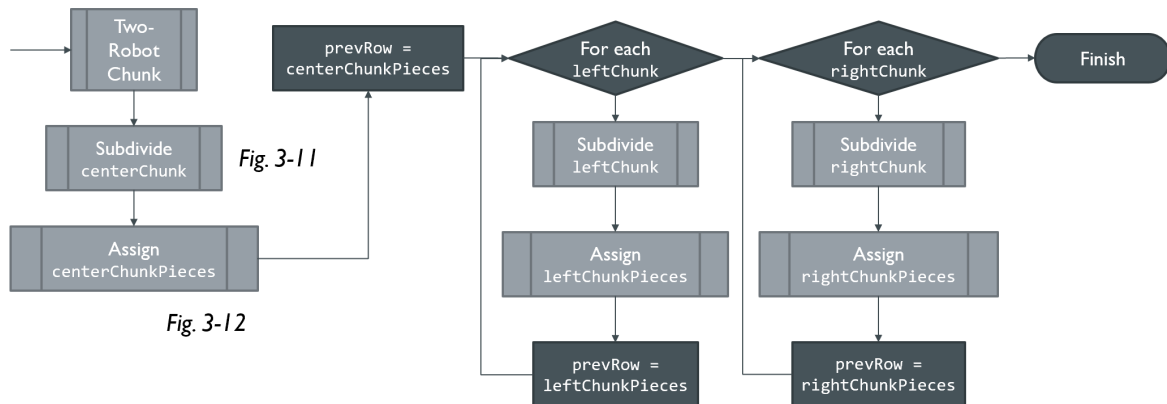 Two-
Robot
Chunk
Subdivide
centerChunk
Fig. 3-11
Assign
centerChunkPieces
Fig. 3-12
prevRow =
centerChunkPieces
For each
leftChunk
Subdivide
leftChunk
Assign
leftChunkPieces
prevRow =
leftChunkPieces
For each
rightChunk
Subdivide
rightChunk
Assign
rightChunkPieces
prevRow =
rightChunkPieces
Finish